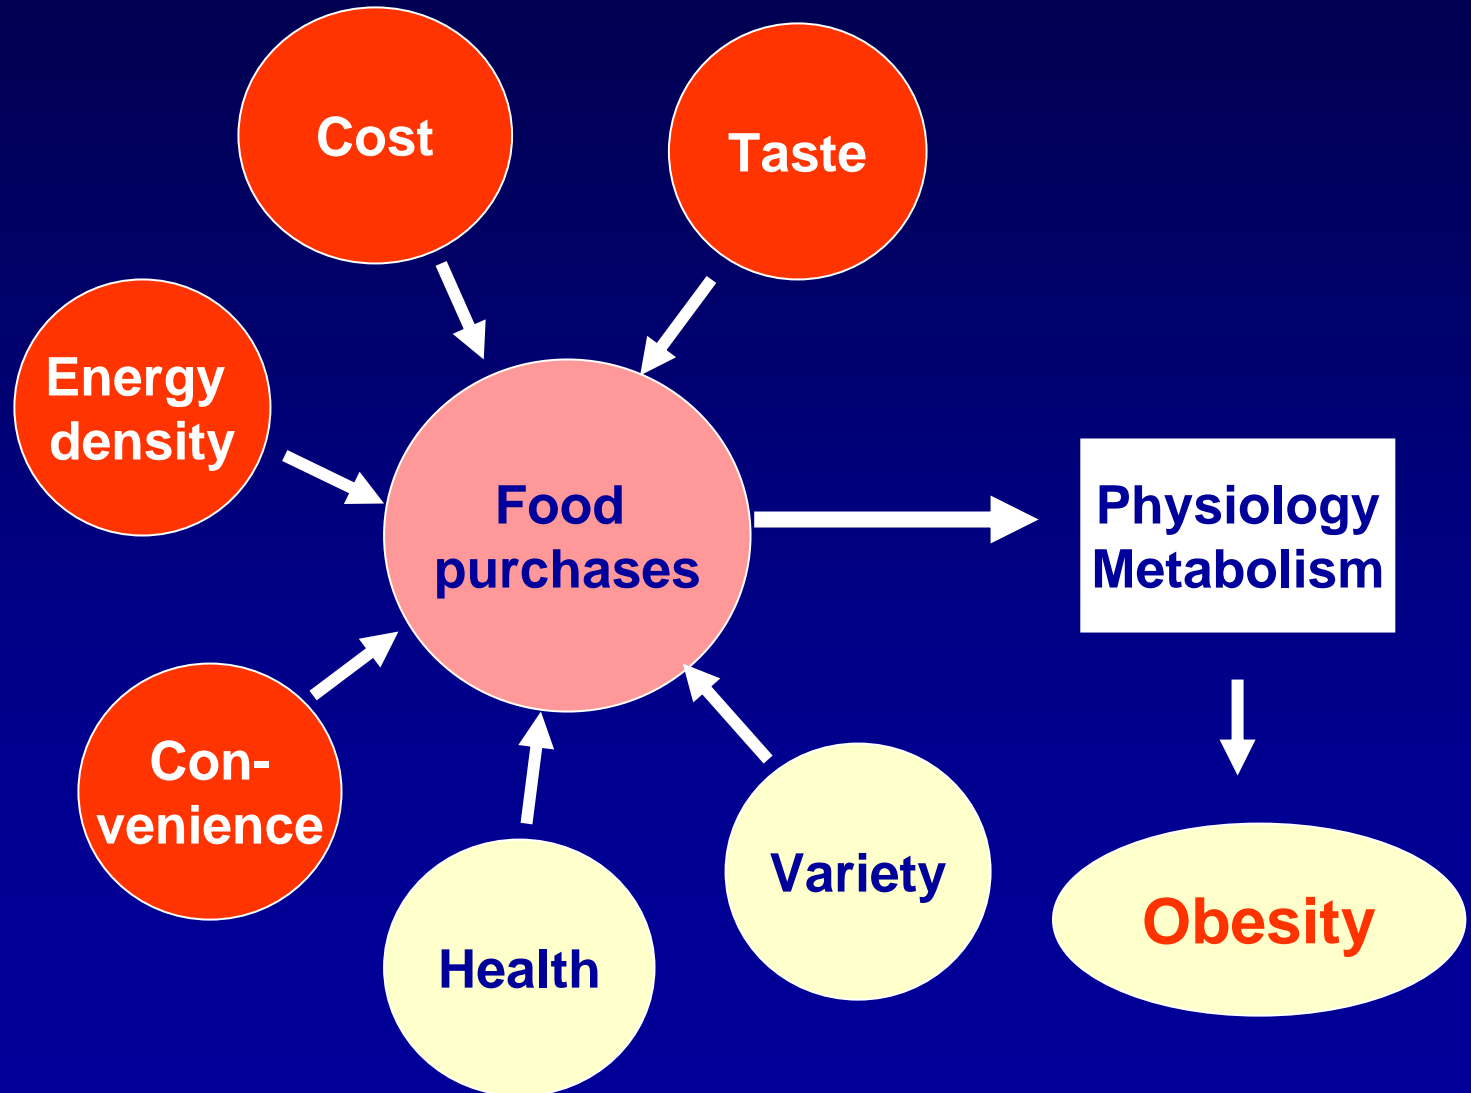 Cost
Taste
Energy
density
Food
purchases
Physiology
Metabolism
Con-
venience
Health
Variety
Obesity